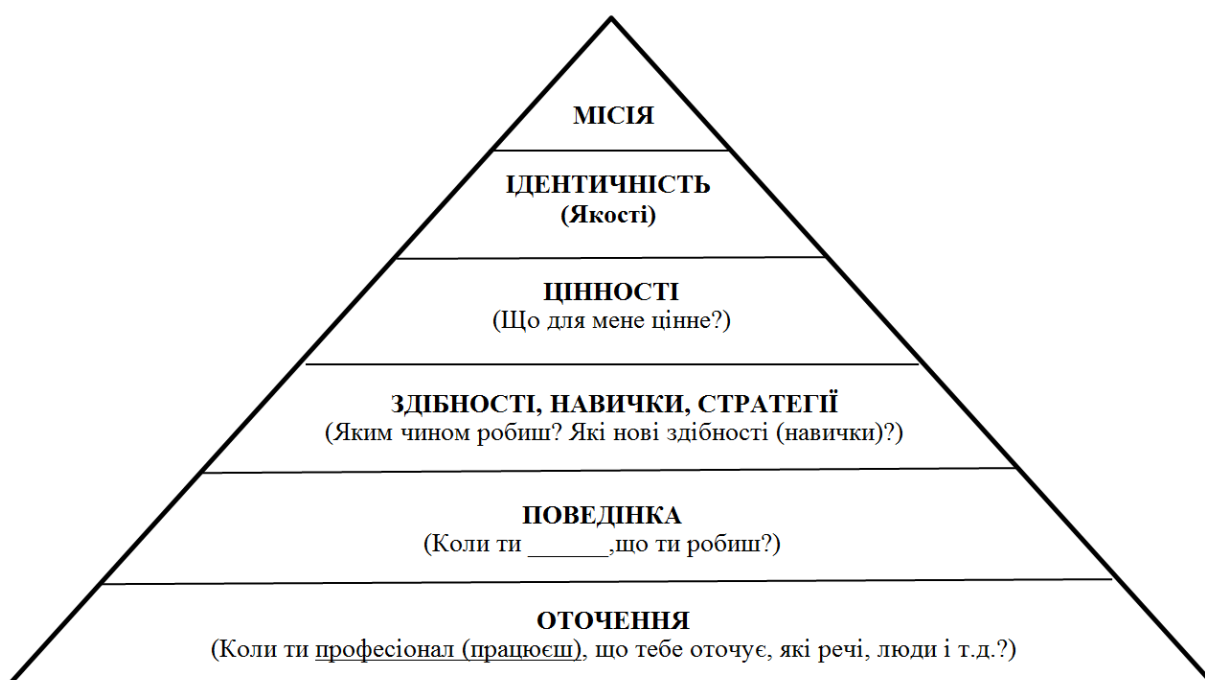 МІСІЯ
ІДЕНТИЧНІСТЬ
(Якості)
ЦІННОСТІ
(Що для мене цінне?)
ЗДІБНОСТІ, НАВИЧКИ, СТРАТЕГІЇ
(Яким чином робиш? Які нові здібності (навички)?)
ПОВЕДІНКА
(Коли ти ______,що ти робиш?)
ОТОЧЕННЯ
(Коли ти професіонал (працюєш), що тебе оточує, які речі, люди і т.д.?)